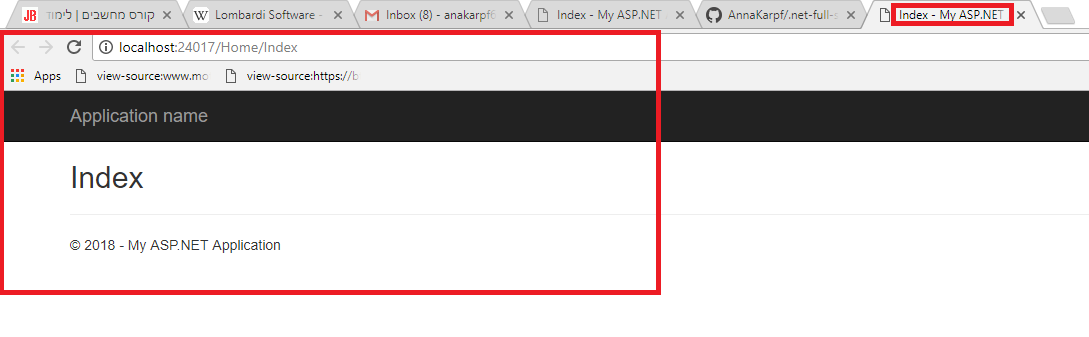 JB קורס מחשבים | לימוד
W Lombardi Software -
Inbox (8) - anakarpf6
Index - My ASP.NET
AnnaKarpf/.net-full-s
Index - My ASP.NET
localhost:24017/Home/Index
Apps view-source:www.mo view-source:https://b
Application name
Index
© 2018 - My ASP.NET Application